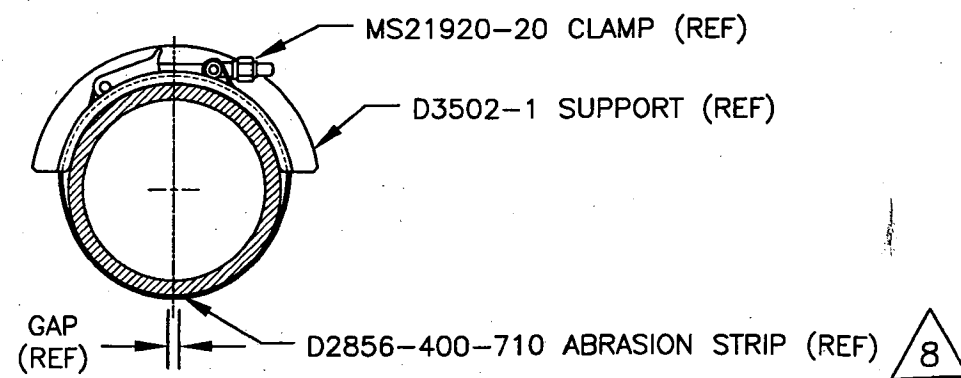 MS21920-20 CLAMP (REF)
D3502-1 SUPPORT (REF)
GAP
(REF)
D2856-400-710 ABRASION STRIP (REF)
8